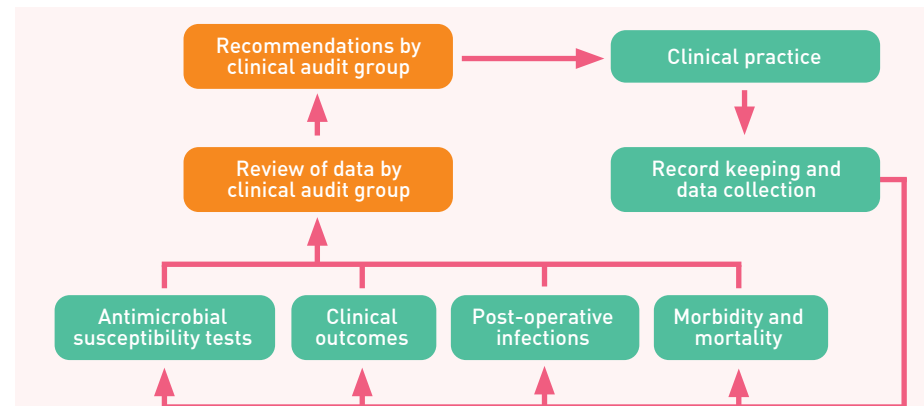 Recommendations by
clinical audit group
Clinical practice
Review of data by
clinical audit group
Record keeping and
data collection
Antimicrobial
susceptibility tests
Clinical
outcomes
Post-operative
infections
Morbidity and
mortality